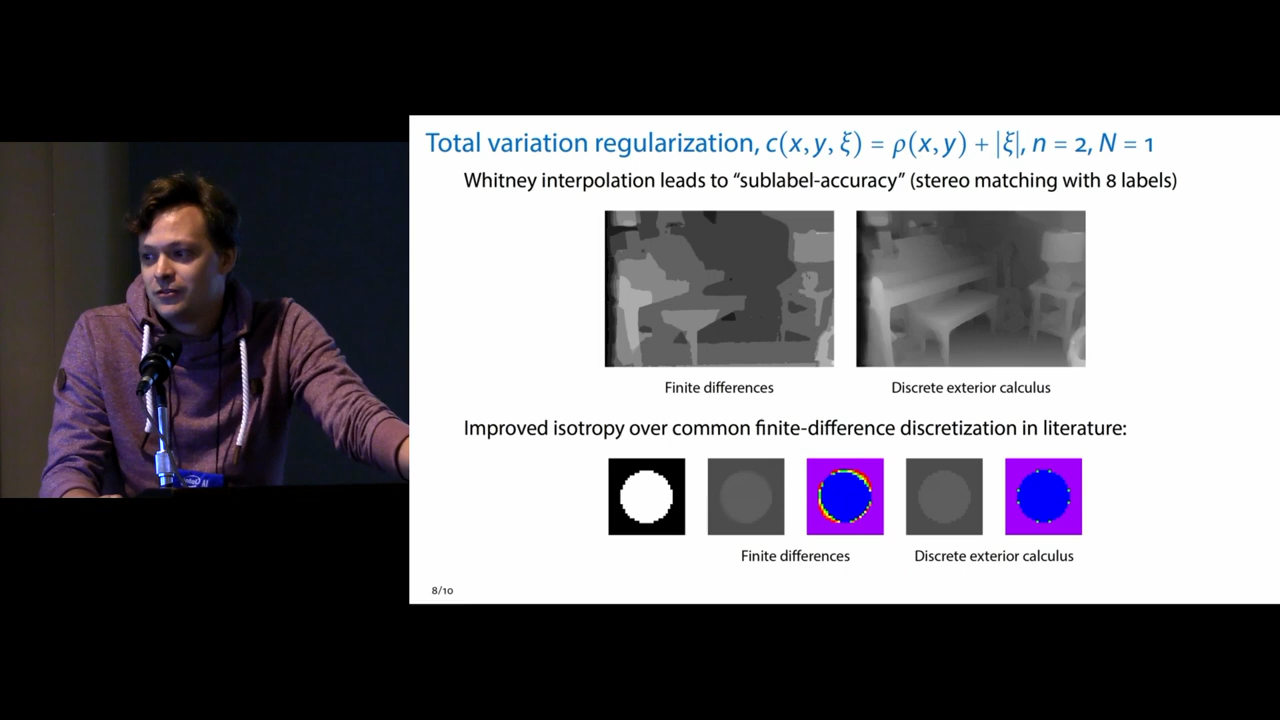 Total variation regularization, c(x, y, ξ) = ρ(x, y) + |ξ|, n = 2, N = 1
Whitney interpolation leads to “sublabel-accuracy” (stereo matching with 8 labels)
Finite differences
Discrete exterior calculus
Improved isotropy over common finite-difference discretization in literature:
Finite differences
Discrete exterior calculus
8/10